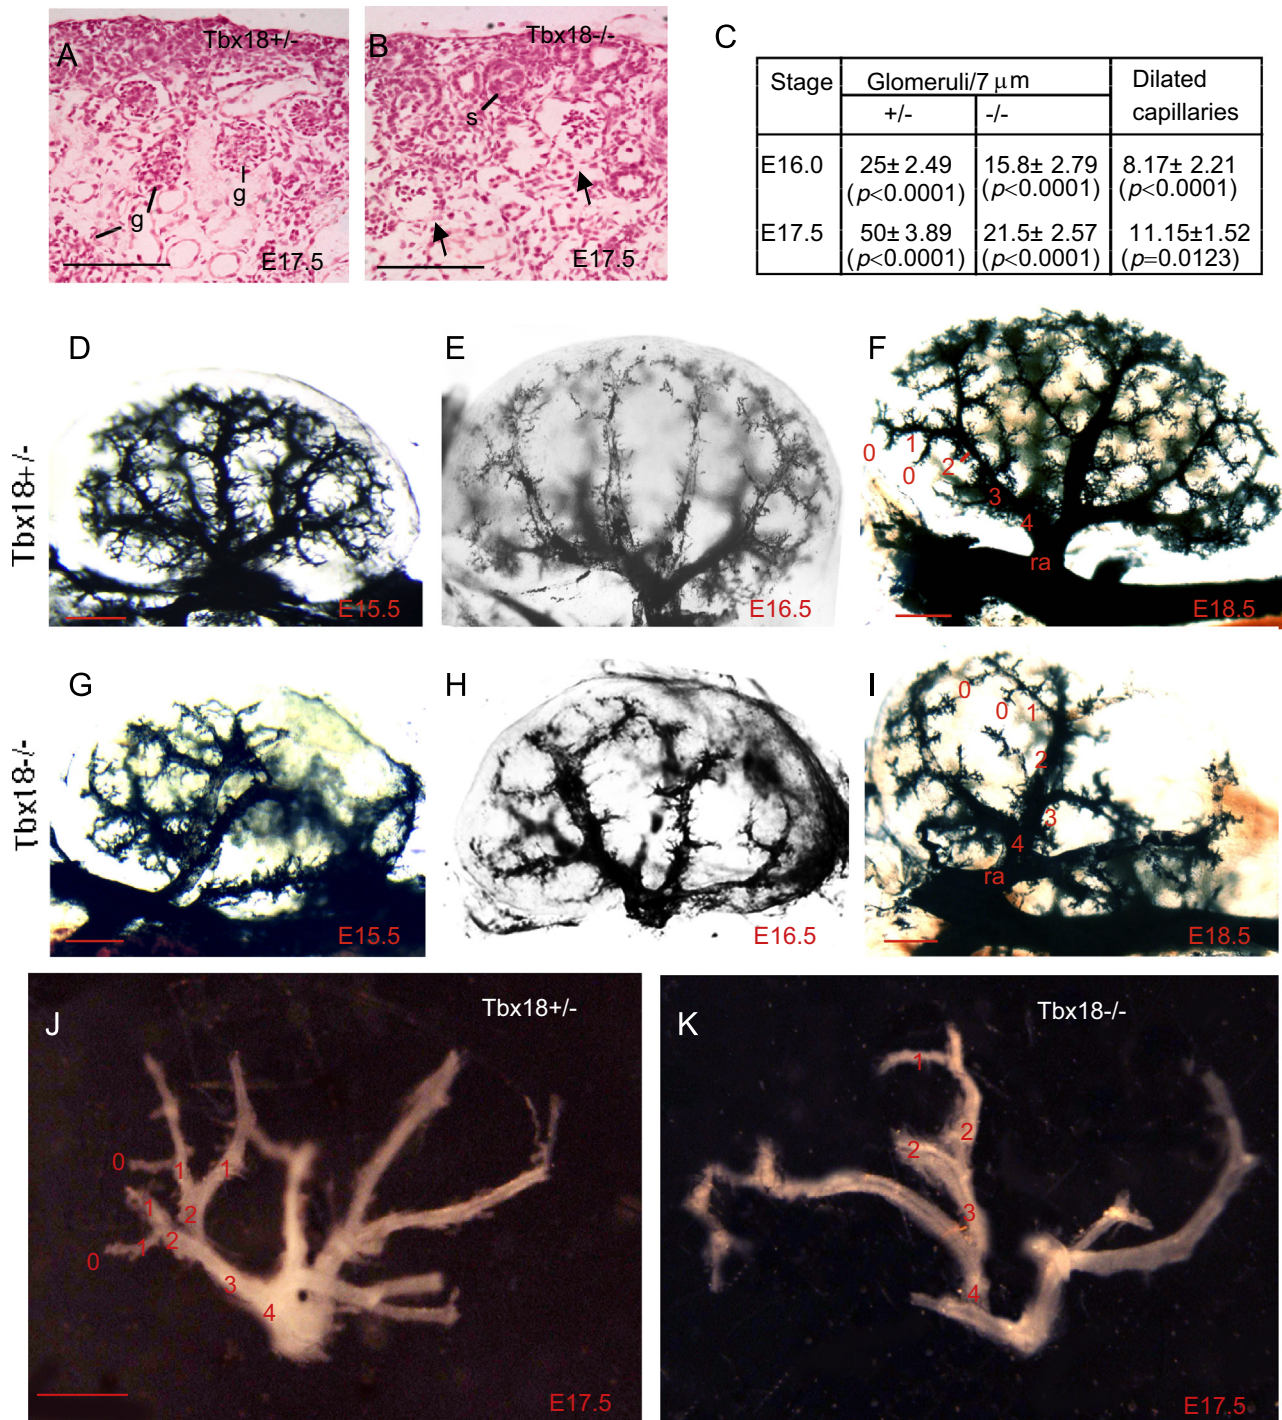 A
Tbx18+/-
g
g
E17.5
B
Tbx18-/-
s
E17.5
C
Stage Glomeruli/7 μm Dilated
+/- -/- capillaries
E16.0 25± 2.49 15.8± 2.79 8.17± 2.21
(p<0.0001) (p<0.0001) (p<0.0001)
E17.5 50± 3.89 21.5± 2.57 11.15±1.52
(p<0.0001) (p<0.0001) (p=0.0123)
Tbx18+/-
D
E15.5
E
E16.5
F
0
1
0
2
3
4
ra
E18.5
Tbx18-/-
G
E15.5
H
E16.5
I
0
0
1
2
3
4
ra
E18.5
J
Tbx18+/-
0
1
1
1
2
0
1
2
3
4
E17.5
K
Tbx18-/-
1
2
2
3
4
E17.5